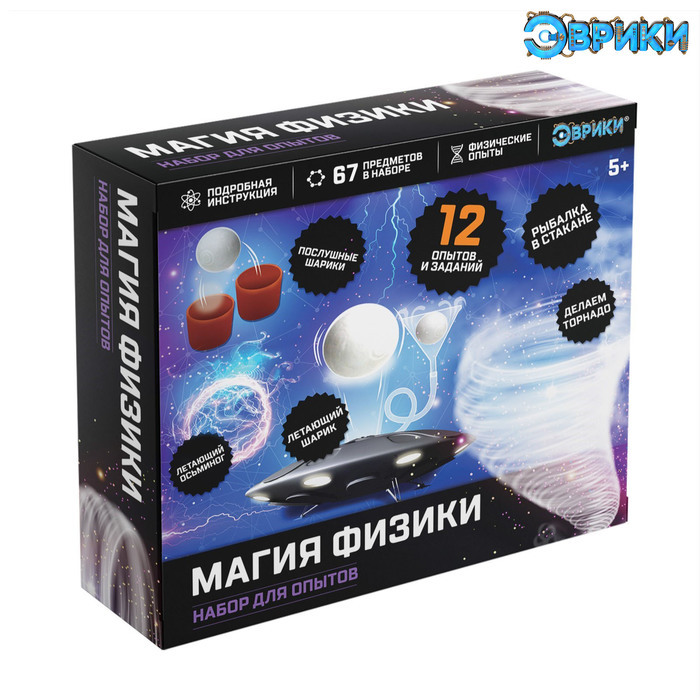 ЭВРИКИ
МАГИЯ ФИЗИКИ
НАБОР ДЛЯ ОПЫТОВ
МАГИЯ ФИЗИКИ
НАБОР ДЛЯ ОПЫТОВ
ПОДРОБНАЯ
ИНСТРУКЦИЯ
67 ПРЕДМЕТОВ
В НАБОРЕ
ФИЗИЧЕСКИЕ
ОПЫТЫ
ЭВРИКИ®
5+
ПОСЛУШНЫЕ
ШАРИКИ
12
ОПЫТОВ
И ЗАДАНИЙ
РЫБАЛКА
В СТАКАНЕ
ДЕЛАЕМ
ТОРНАДО
ЛЕТАЮЩИЙ
ОСЬМИНОГ
ЛЕТАЮЩИЙ
ШАРИК
МАГИЯ ФИЗИКИ
НАБОР ДЛЯ ОПЫТОВ